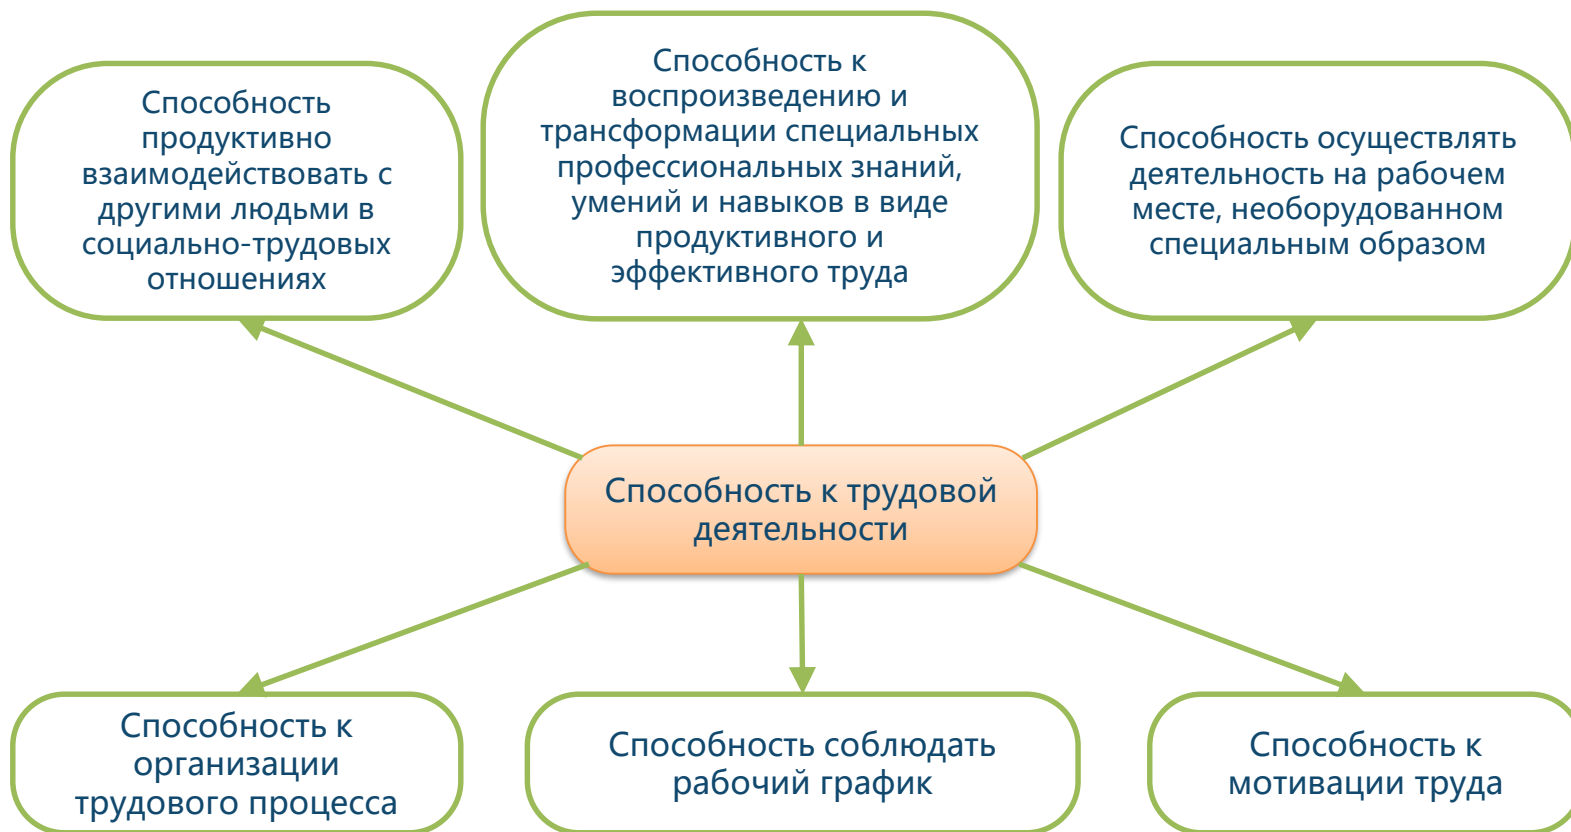 Способность
продуктивно
взаимодействовать с
другими людьми в
социально-трудовых
отношениях
Способность к
воспроизведению и
трансформации специальных
профессиональных знаний,
умений и навыков в виде
продуктивного и
эффективного труда
Способность осуществлять
деятельность на рабочем
месте, необорудованном
специальным образом
Способность к трудовой
деятельности
Способность к
организации
трудового процесса
Способность соблюдать
рабочий график
Способность к
мотивации труда